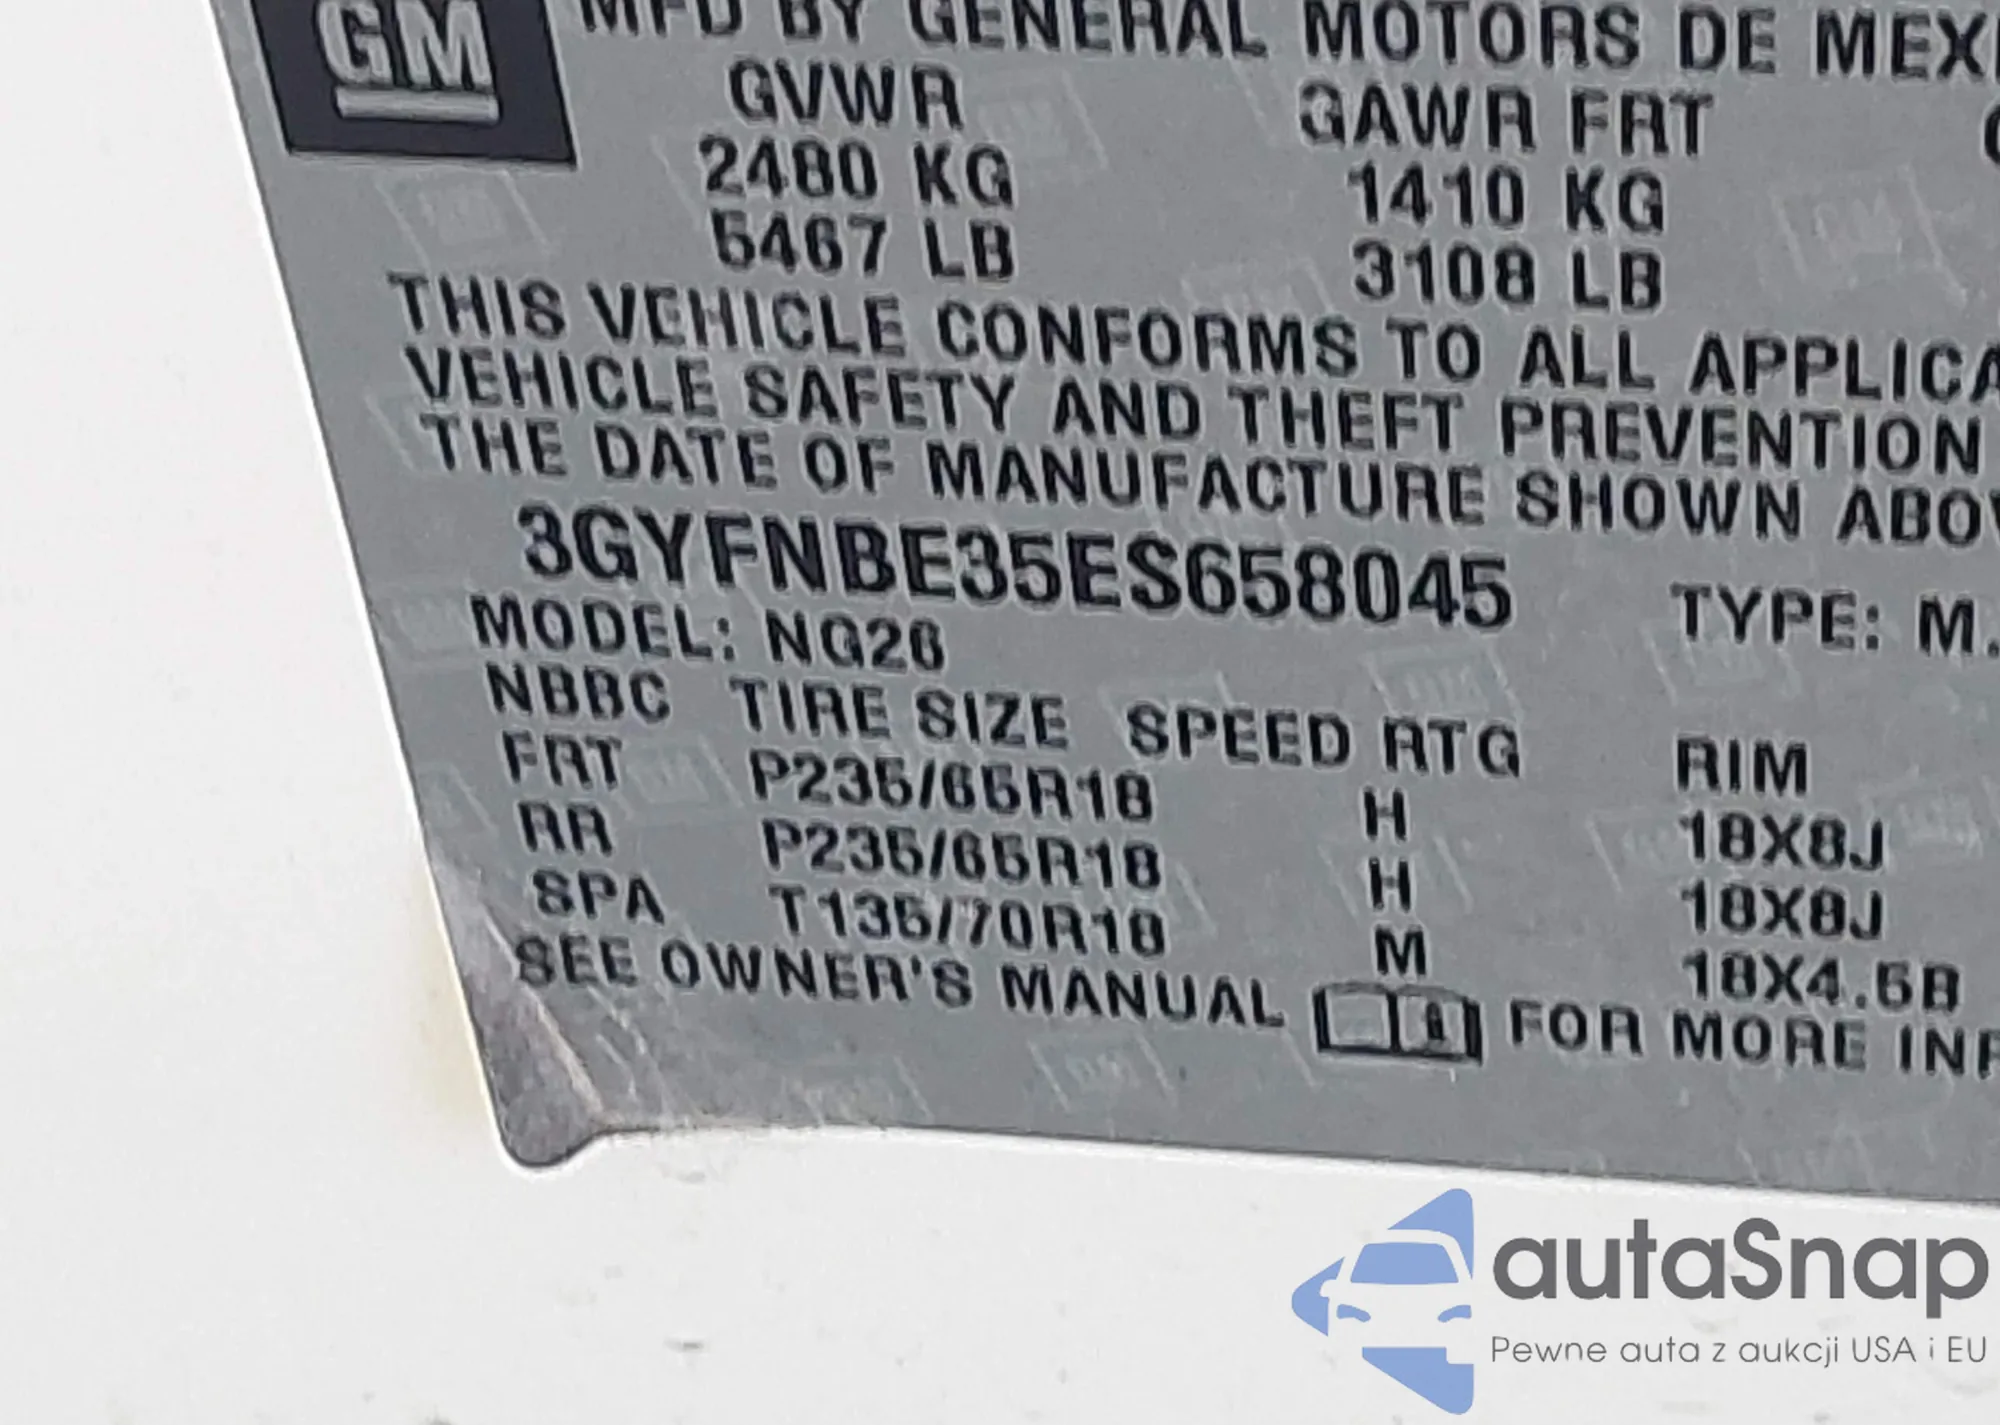 GM
MFD BY GENERAL MOTORS DE MEXI
GVWR GAWR FRT
2480 KG 1410 KG
5467 LB 3108 LB
THIS VEHICLE CONFORMS TO ALL APPLICA
VEHICLE SAFETY AND THEFT PREVENTION
THE DATE OF MANUFACTURE SHOWN ABOV
3GYFNBE35ES658045 TYPE: M.
MODEL: NG26
NBBC TIRE SIZE SPEED RTG RIM
FRT P235/65R18 H 18X8J
RR P235/65R18 H 18X8J
SPA T135/70R18 M 18X4.5B
SEE OWNER'S MANUAL FOR MORE INF
autaSnap
Pewne auta z aukcji USA i EU